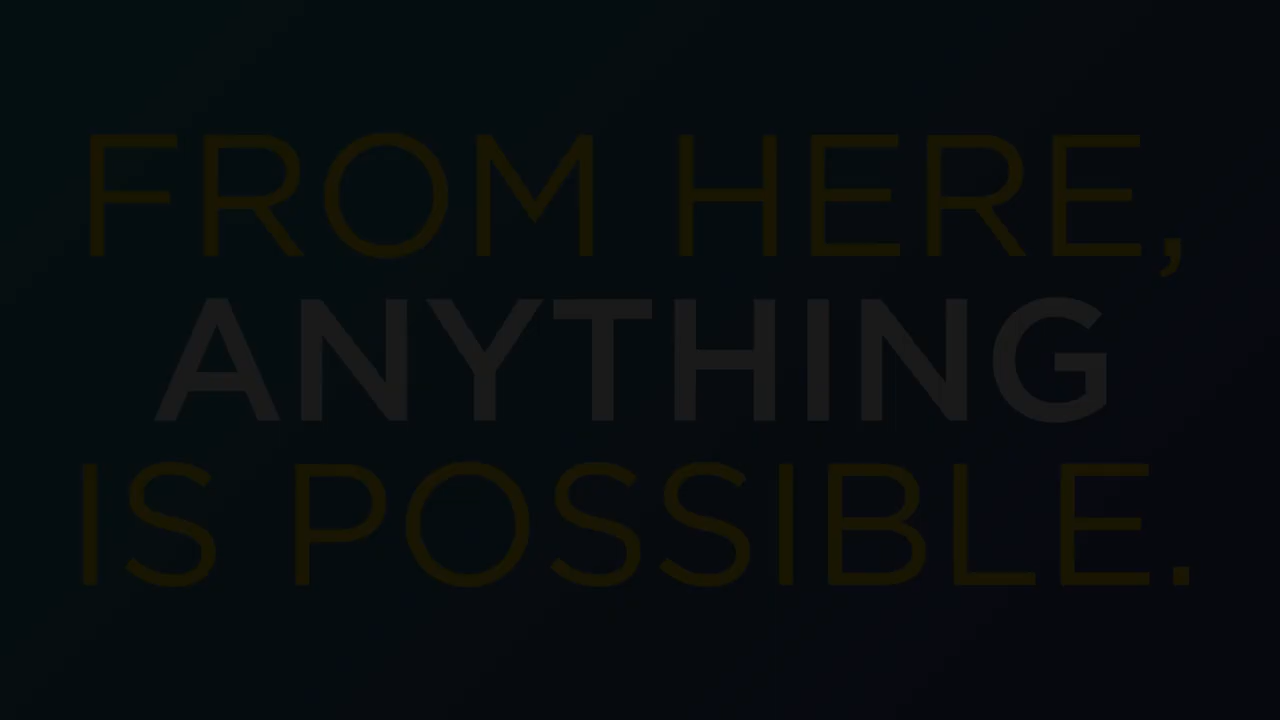 FROM HERE,
ANYTHING
IS POSSIBLE.